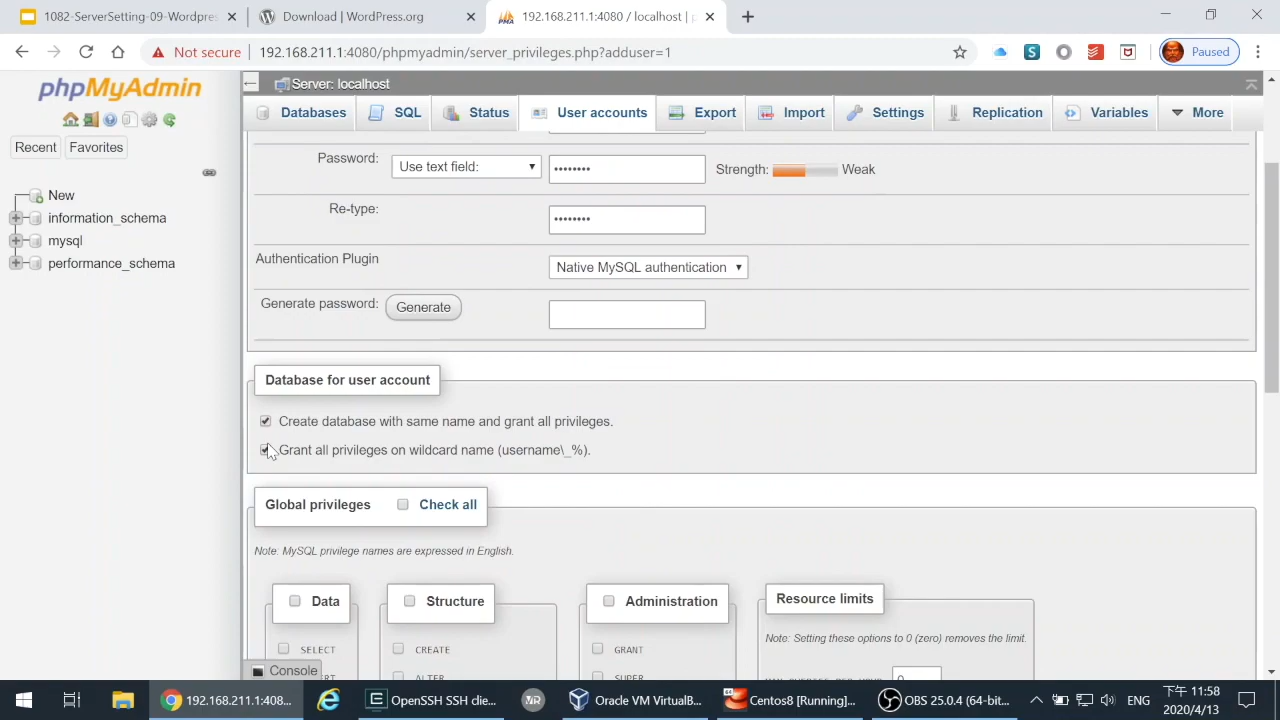 1082-ServerSetting-09-Wordpres
Download | WordPress.org
192.168.211.1:4080 / localhost | p
Not secure
192.168.211.1:4080/phpmyadmin/server_privileges.php?adduser=1
Paused
phpMyAdmin
Recent
Favorites
New
information_schema
mysql
performance_schema
Server: localhost
Databases
SQL
Status
User accounts
Export
Import
Settings
Replication
Variables
More
Password:
Use text field:
••••••••
Strength:
Weak
Re-type:
••••••••
Authentication Plugin
Native MySQL authentication
Generate password:
Generate
Database for user account
Create database with same name and grant all privileges.
Grant all privileges on wildcard name (username\_%).
Global privileges
Check all
Note: MySQL privilege names are expressed in English.
Data
Structure
Administration
Resource limits
Note: Setting these options to 0 (zero) removes the limit.
SELECT
CREATE
GRANT
Console
192.168.211.1:408...
OpenSSH SSH clie...
Oracle VM VirtualB...
Centos8 [Running]...
OBS 25.0.4 (64-bit...
ENG
下午 11:58
2020/4/13